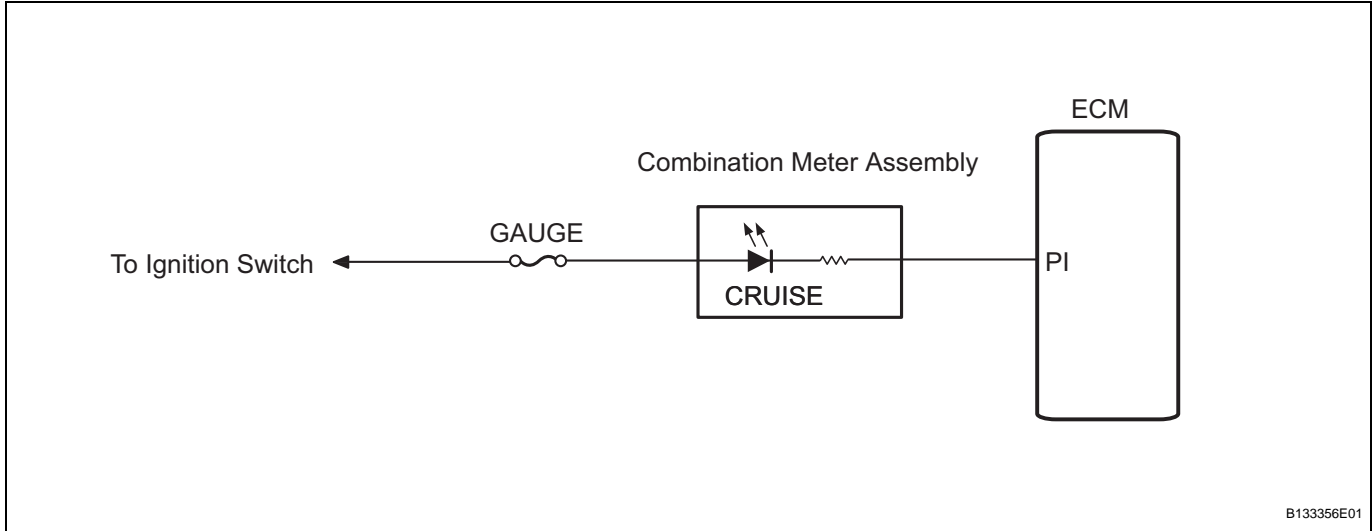 ECM
Combination Meter Assembly
GAUGE
To Ignition Switch
PI
CRUISE
B133356E01